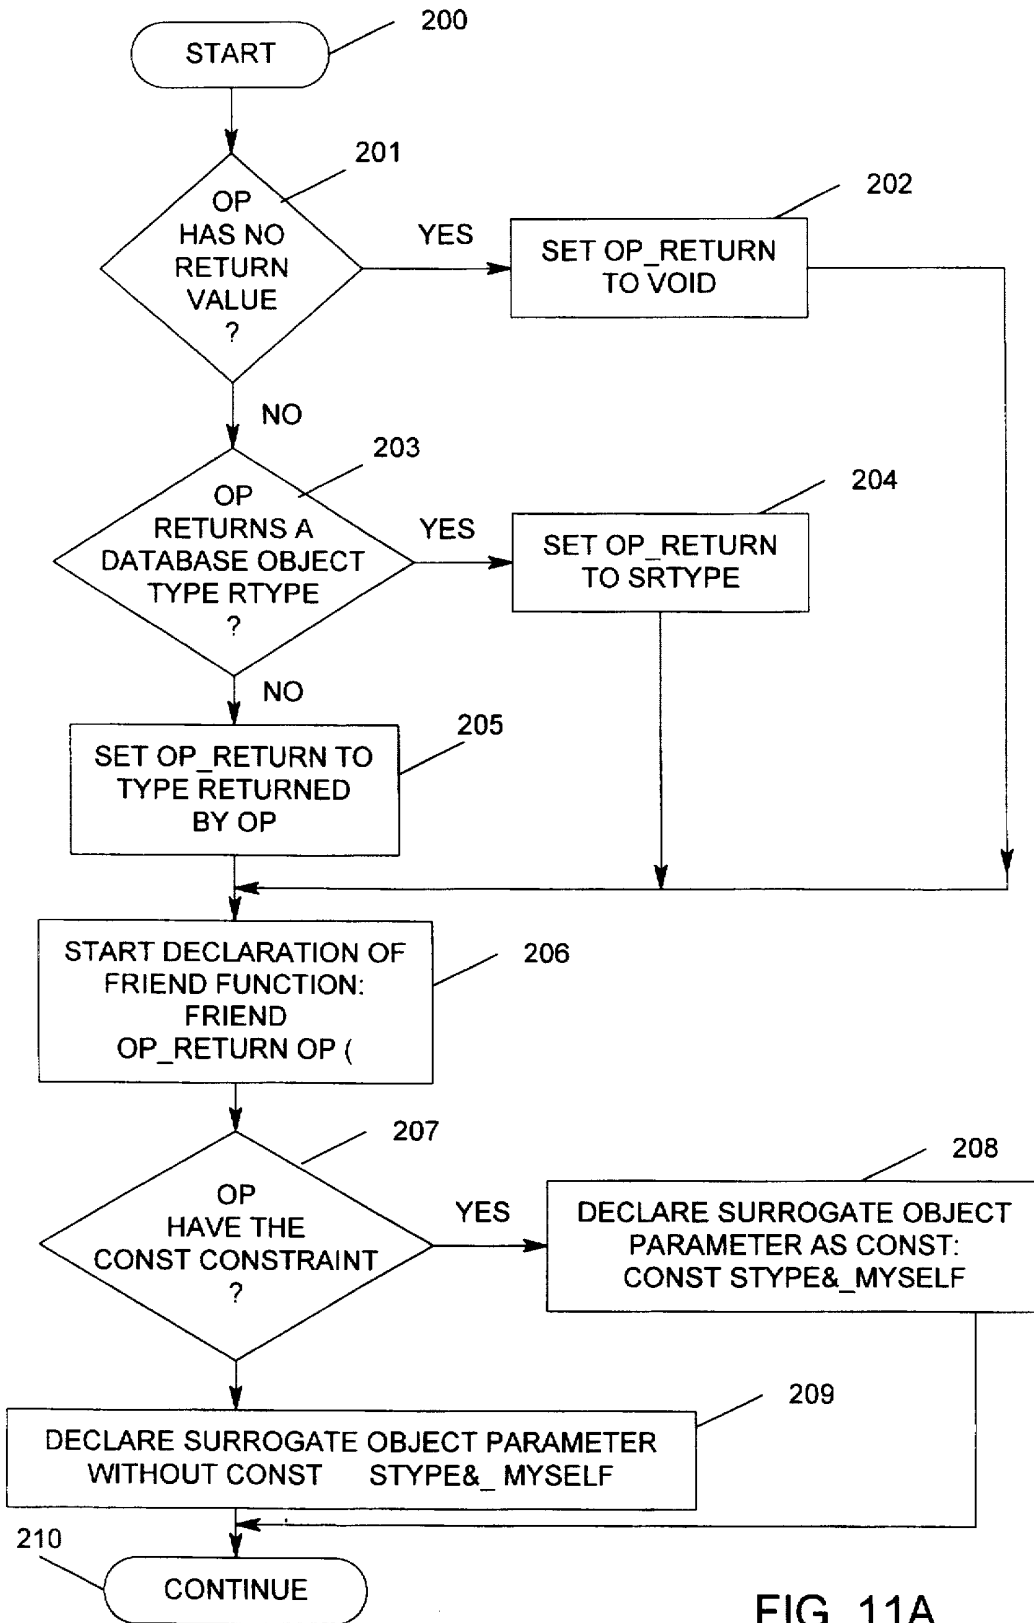 200
START
201
OP
HAS NO
RETURN
VALUE
?
YES
202
SET OP_RETURN
TO VOID
NO
203
OP
RETURNS A
DATABASE OBJECT
TYPE RTYPE
?
YES
204
SET OP_RETURN
TO SRTYPE
NO
205
SET OP_RETURN TO
TYPE RETURNED
BY OP
206
START DECLARATION OF
FRIEND FUNCTION:
FRIEND
OP_RETURN OP (
207
OP
HAVE THE
CONST CONSTRAINT
?
YES
208
DECLARE SURROGATE OBJECT
PARAMETER AS CONST:
CONST STYPE&_MYSELF
209
DECLARE SURROGATE OBJECT PARAMETER
WITHOUT CONST STYPE&_ MYSELF
210
CONTINUE
FIG. 11A